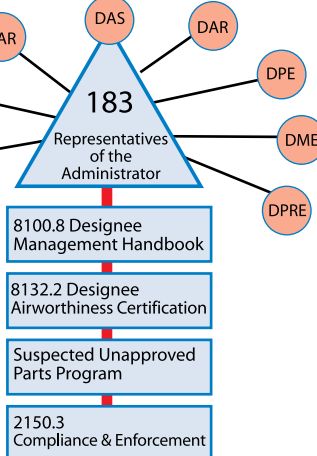 DAS
AR
DAR
DPE
DME
DPRE
183
Representatives
of the
Administrator
8100.8 Designee
Management Handbook
8132.2 Designee
Airworthiness Certification
Suspected Unapproved
Parts Program
2150.3
Compliance & Enforcement